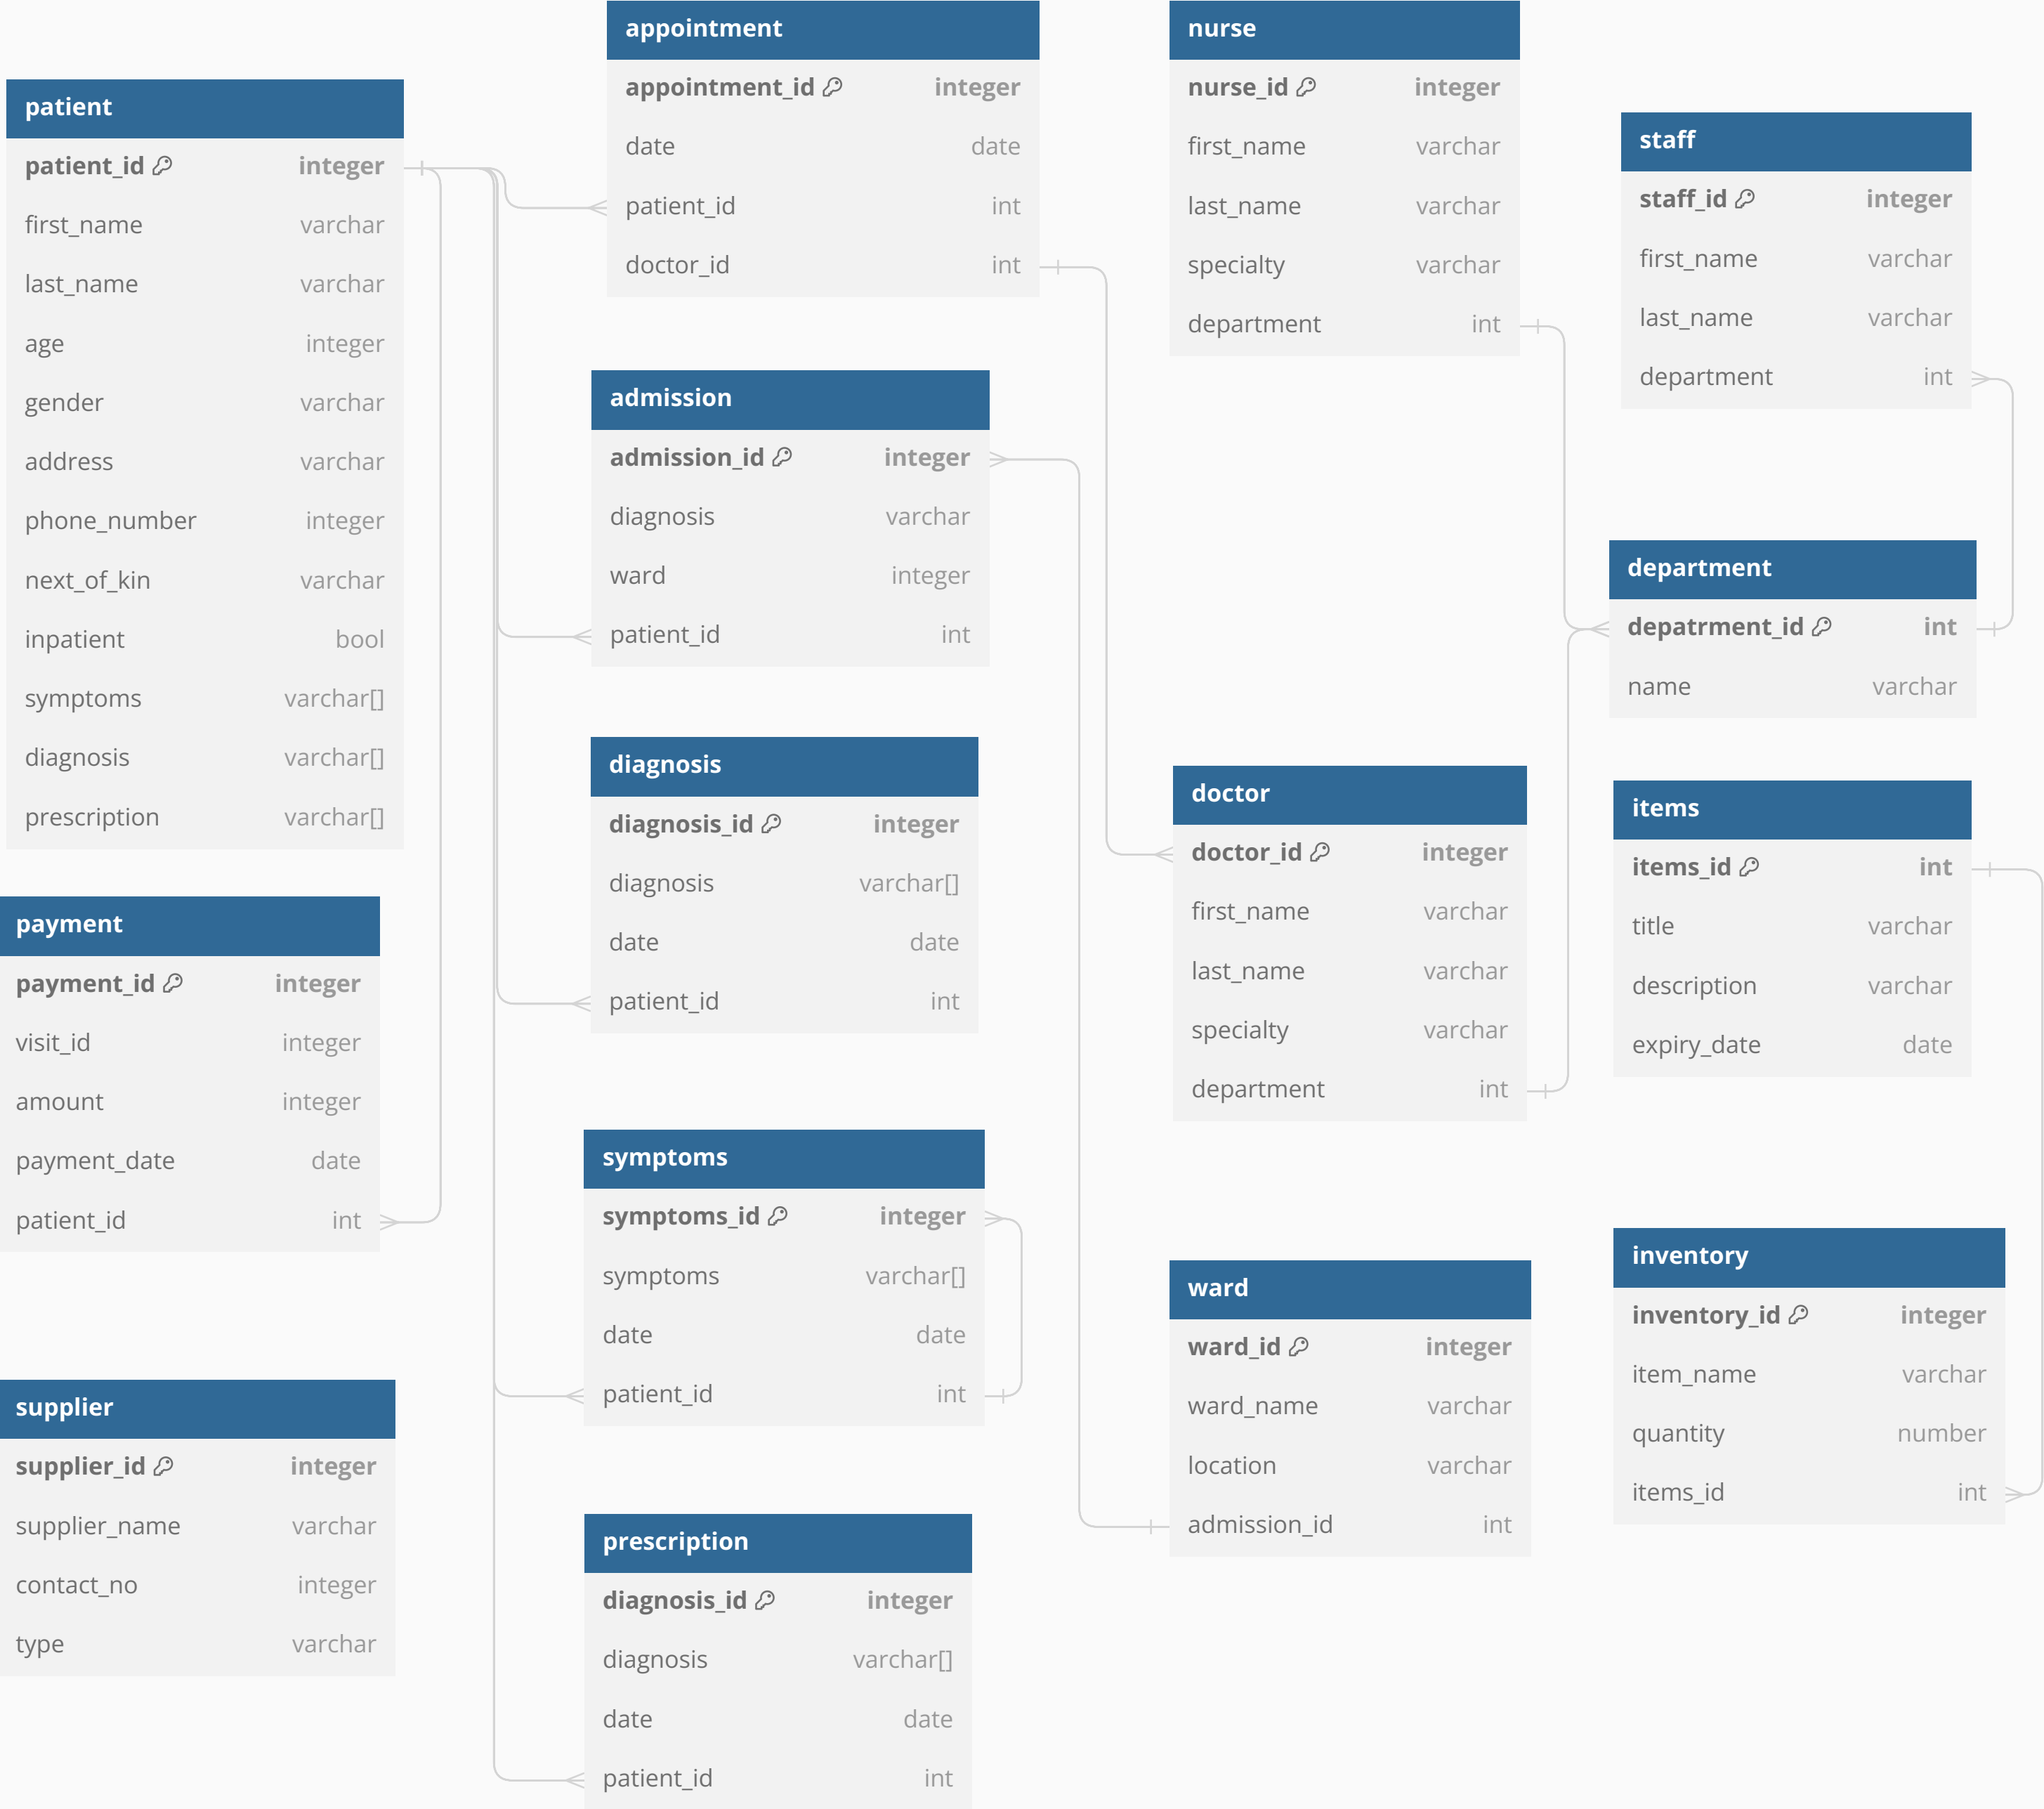 patient
patient_id integer
first_name varchar
last_name varchar
age integer
gender varchar
address varchar
phone_number integer
next_of_kin varchar
inpatient bool
symptoms varchar[]
diagnosis varchar[]
prescription varchar[]
payment
payment_id integer
visit_id integer
amount integer
payment_date date
patient_id int
supplier
supplier_id integer
supplier_name varchar
contact_no integer
type varchar
appointment
appointment_id integer
date date
patient_id int
doctor_id int
admission
admission_id integer
diagnosis varchar
ward integer
patient_id int
diagnosis
diagnosis_id integer
diagnosis varchar[]
date date
patient_id int
symptoms
symptoms_id integer
symptoms varchar[]
date date
patient_id int
prescription
diagnosis_id integer
diagnosis varchar[]
date date
patient_id int
nurse
nurse_id integer
first_name varchar
last_name varchar
specialty varchar
department int
doctor
doctor_id integer
first_name varchar
last_name varchar
specialty varchar
department int
ward
ward_id integer
ward_name varchar
location varchar
admission_id int
staff
staff_id integer
first_name varchar
last_name varchar
department int
department
depatrment_id int
name varchar
items
items_id int
title varchar
description varchar
expiry_date date
inventory
inventory_id integer
item_name varchar
quantity number
items_id int